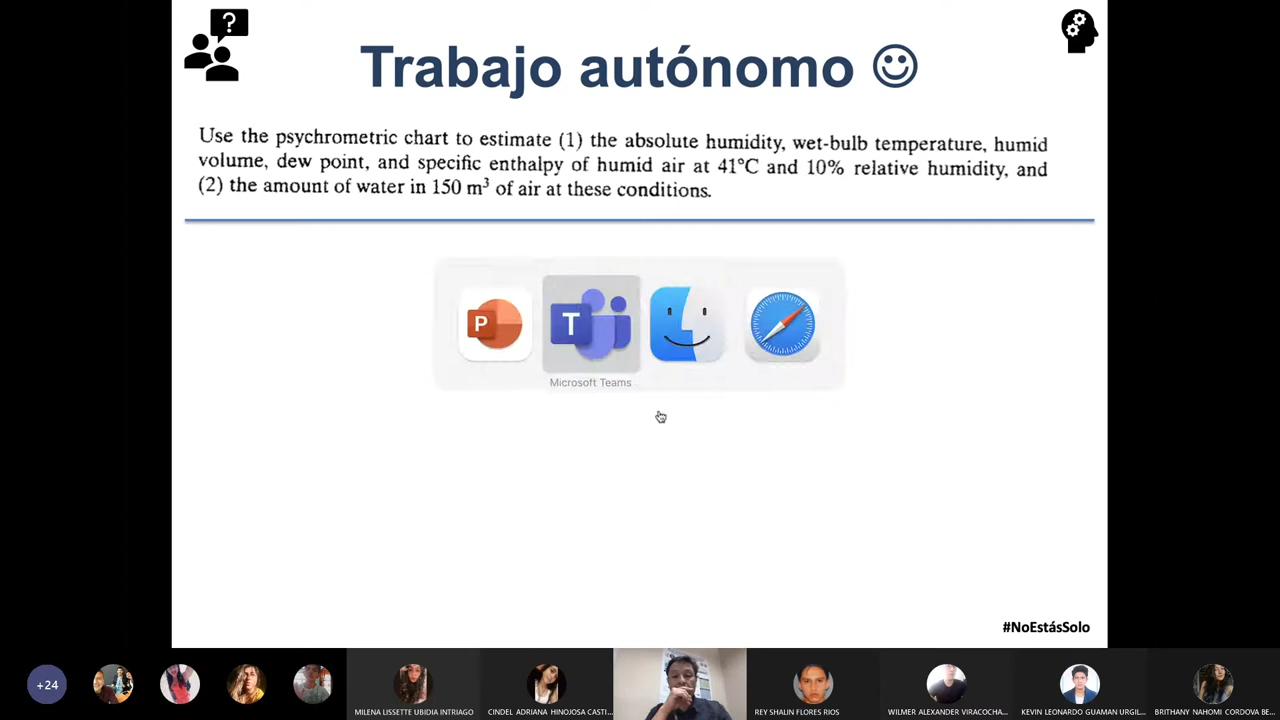 ?
Trabajo autónomo ☺
Use the psychrometric chart to estimate (1) the absolute humidity, wet-bulb temperature, humid
volume, dew point, and specific enthalpy of humid air at 41°C and 10% relative humidity, and
(2) the amount of water in 150 m³ of air at these conditions.
P
T
Microsoft Teams
#NoEstásSolo
+24
MILENA LISSETTE UBIDIA INTRIAGO
CINDEL ADRIANA HINOJOSA CASTI...
REY SHALIN FLORES RIOS
WILMER ALEXANDER VIRACOCHA...
KEVIN LEONARDO GUAMAN URGIL...
BRITHANY NAHOMI CORDOVA BE...